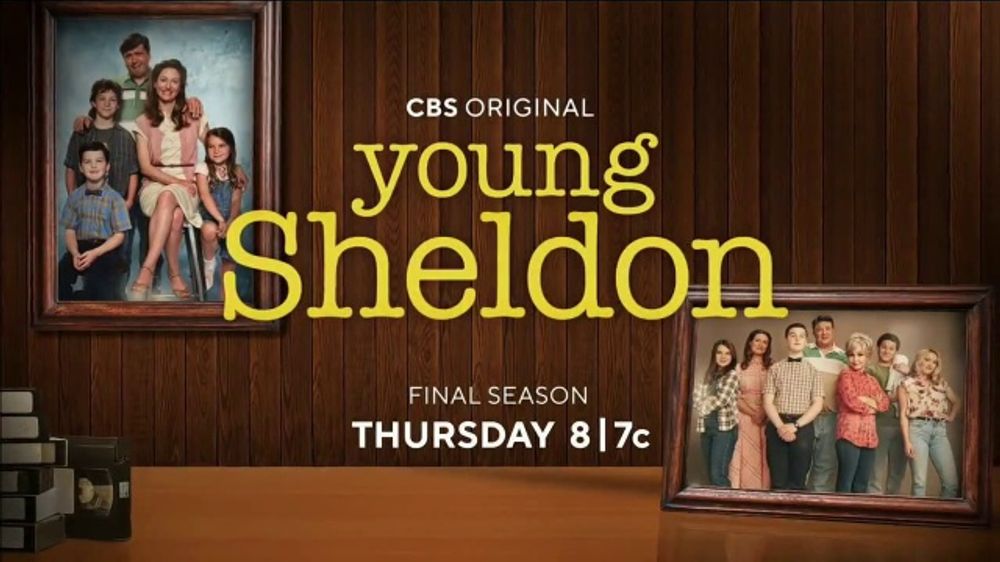 CBS ORIGINAL
young
Sheldon
FINAL SEASON
THURSDAY 8|7c